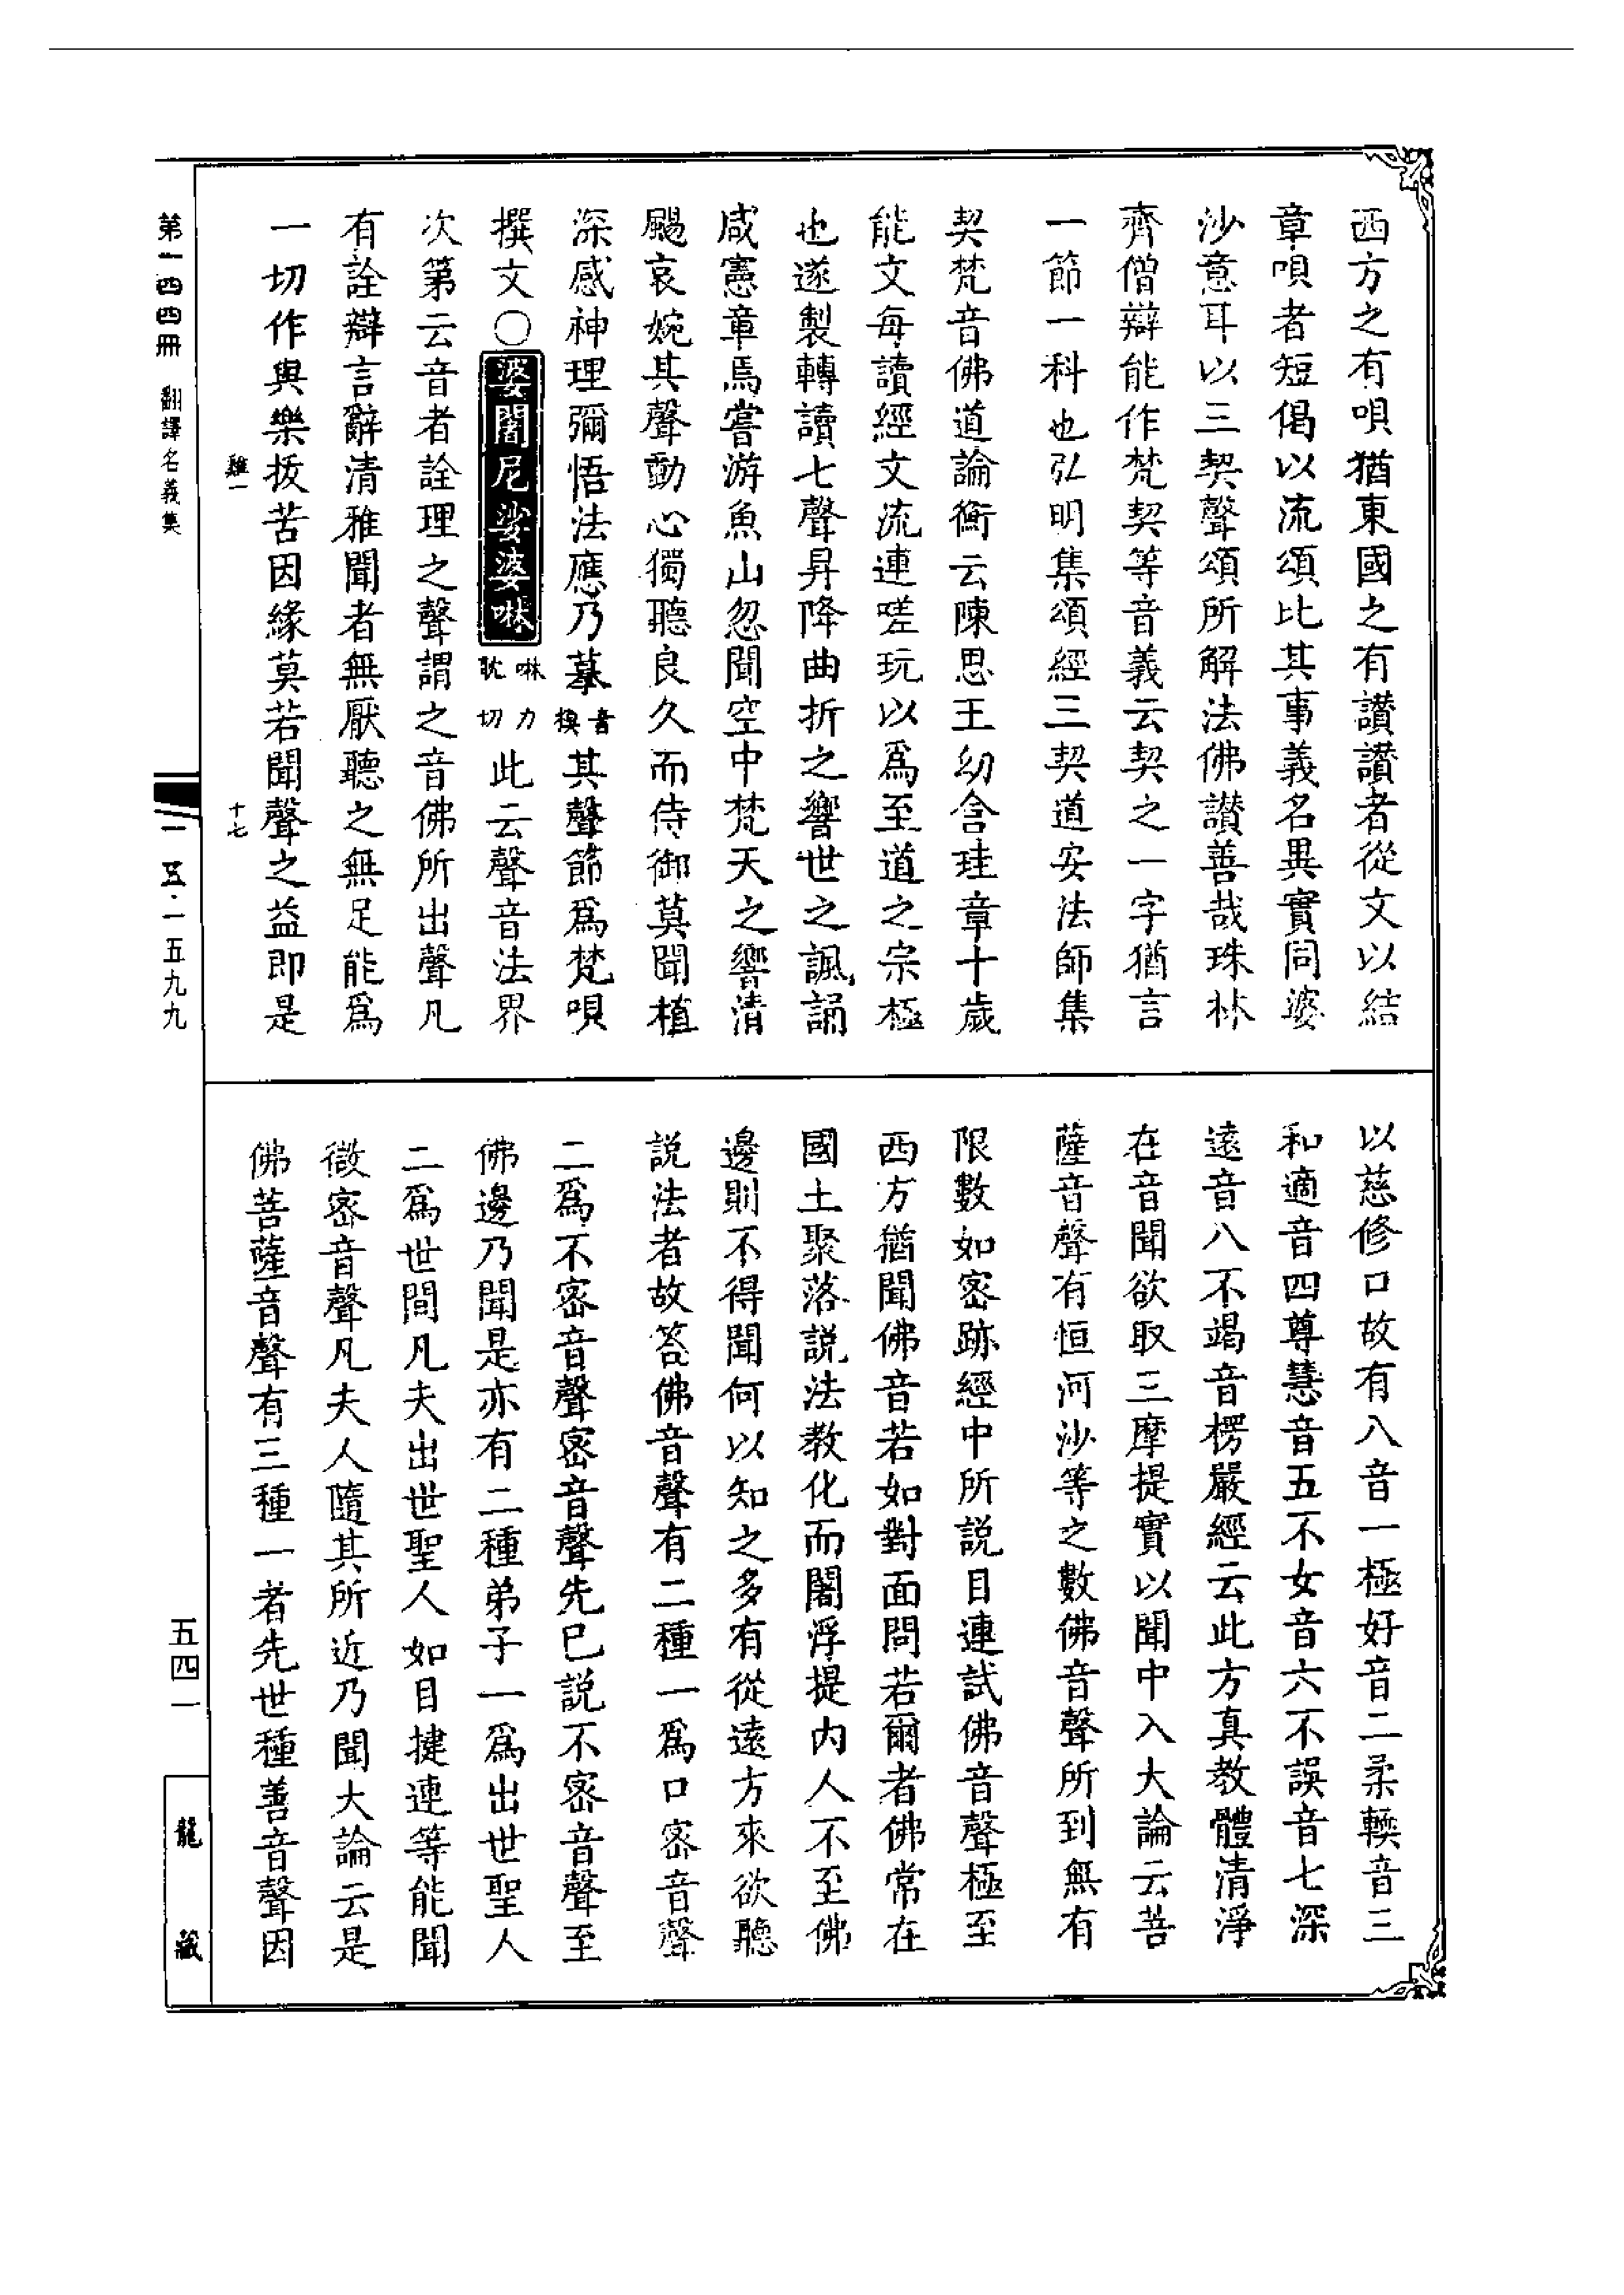 西方之有唄猶東國之有讚讚者從文以結
章唄者短偈以流頌比其事義名異實同婆
沙意耳以三契聲頌所解法佛讚善哉珠林
齊僧辯能作梵契等音義云契之一字猶言
一節一科也弘明集頌經三契道安法師集
契梵音佛道論衡云陳思王幼含珪章十歲
能文每讀經文流連嗟玩以為至道之宗極
也遂製轉讀七聲昇降曲折之響世之諷誦
咸憲章焉嘗游魚山忽聞空中梵天之響清
颺哀婉其聲動心獨聽良久而侍御莫聞植
深感神理彌悟法應乃摹音摸其聲節爲梵唄
撰文〇婆闍尼娑婆啉啉力耽切此云聲音法界
次第云音者詮理之聲謂之音佛所出聲凡
有詮辯言辭清雅聞者無厭聽之無足能爲
一切作與樂拔苦因緣莫若聞聲之益即是
以慈修口故有八音一極好音二柔輭音三
和適音四尊慧音五不女音六不誤音七深
遠音八不竭音楞嚴經云此方真教體清淨
在音聞欲取三摩提實以聞中入大論云菩
薩音聲有恒河沙等之數佛音聲所到無有
限數如密跡經中所説目連試佛音聲極至
西方猶聞佛音若如對面問若爾者佛常在
國土聚落説法教化而閻浮提内人不至佛
邊則不得聞何以知之多有從遠方來欲聽
説法者故答佛音聲有二種一爲口密音聲
二爲不密音聲密音聲先已説不密音聲至
佛邊乃聞是亦有二種弟子一爲出世聖人
二爲世間凡夫出世聖人如目揵連等能聞
微密音聲凡夫人隨其所近乃聞大論云是
佛菩薩音聲有三種一者先世種善音聲因
第一四四冊 翻譯名義集
雞一 十七
一五·一五九九
五四一
龍藏